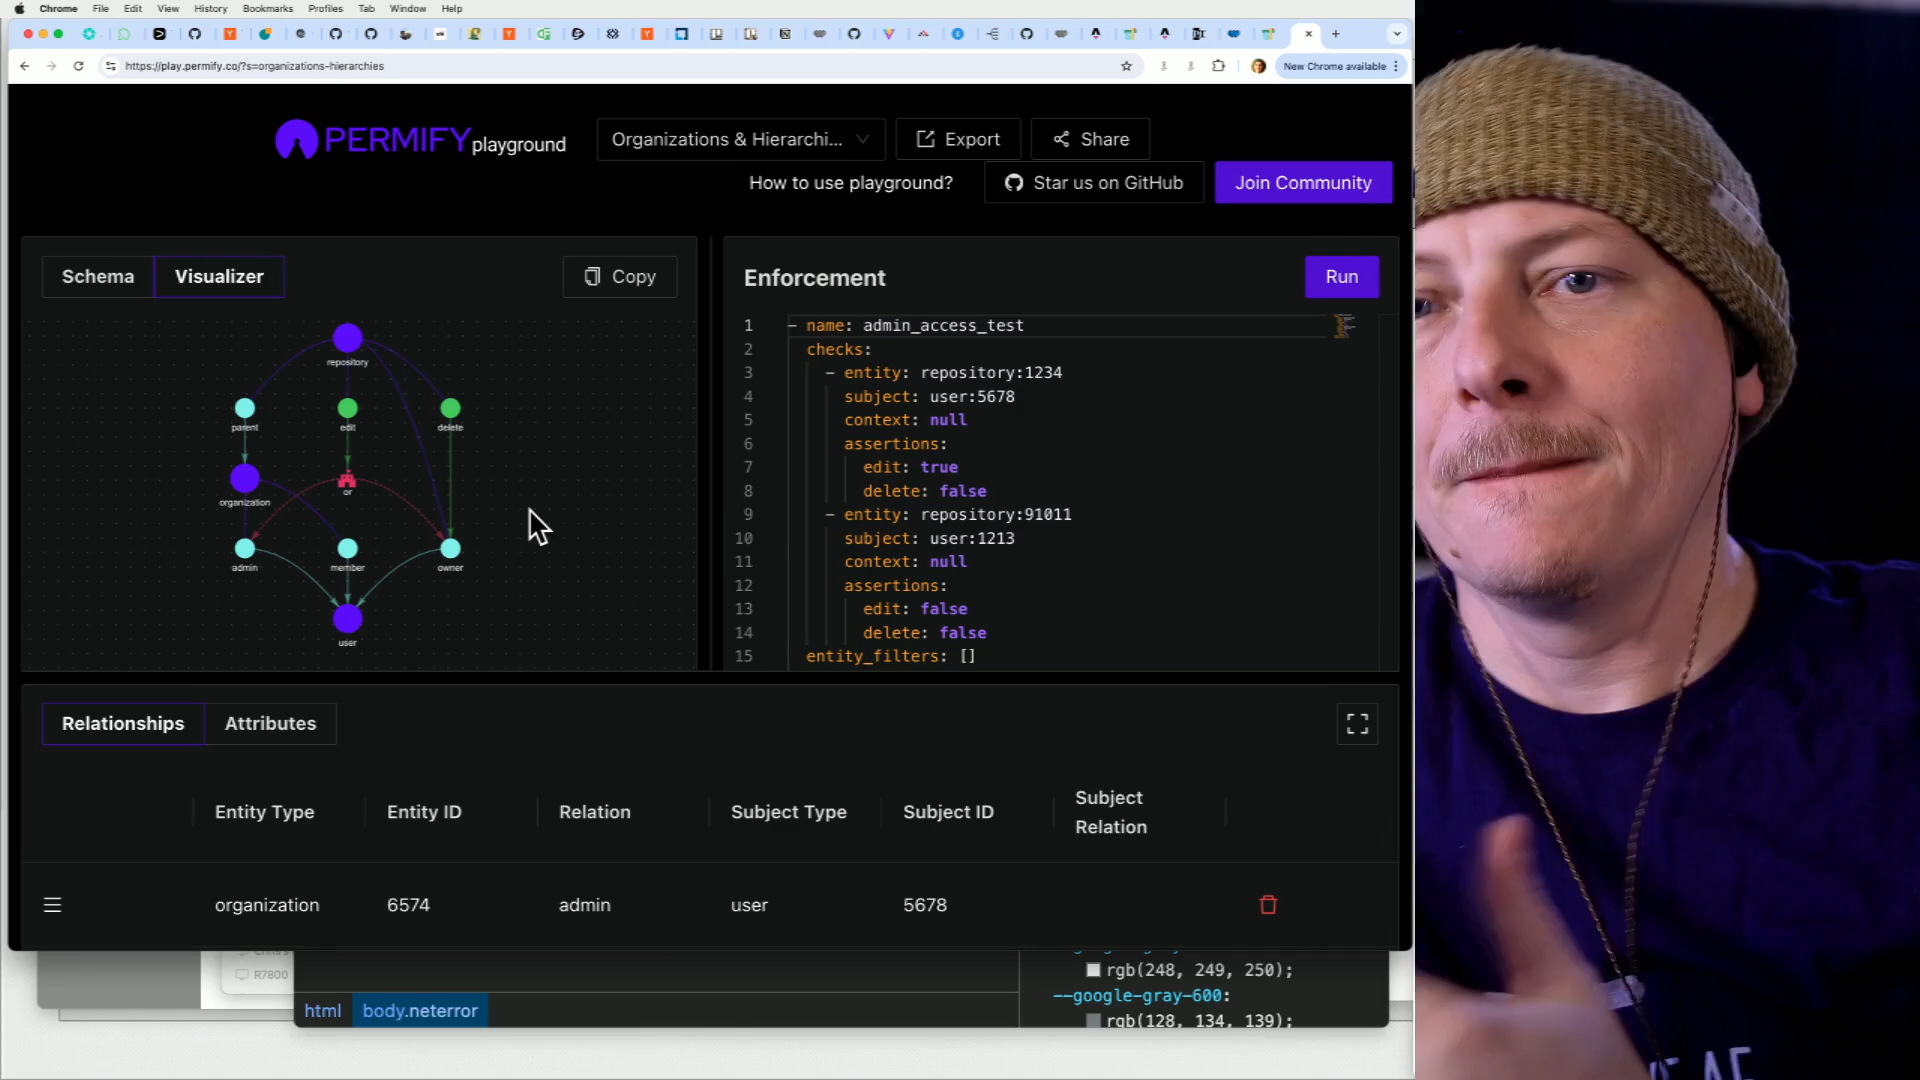 Chrome File Edit View History Bookmarks Profiles Tab Window Help
https://play.permify.co/?s=organizations-hierarchies
New Chrome available
PERMIFY playground
Organizations & Hierarchi...
Export
Share
How to use playground?
Star us on GitHub
Join Community
Schema
Visualizer
Copy
repository
parent
edit
delete
organization
or
admin
member
owner
user
Enforcement
Run
1 - name: admin_access_test
2 checks:
3 - entity: repository:1234
4 subject: user:5678
5 context: null
6 assertions:
7 edit: true
8 delete: false
9 - entity: repository:91011
10 subject: user:1213
11 context: null
12 assertions:
13 edit: false
14 delete: false
15 entity_filters: []
Relationships
Attributes
Entity Type
Entity ID
Relation
Subject Type
Subject ID
Subject
Relation
organization 6574 admin user 5678
R7800
rgb(248, 249, 250);
--google-gray-600:
rgb(128, 134, 139);
html body.neterror